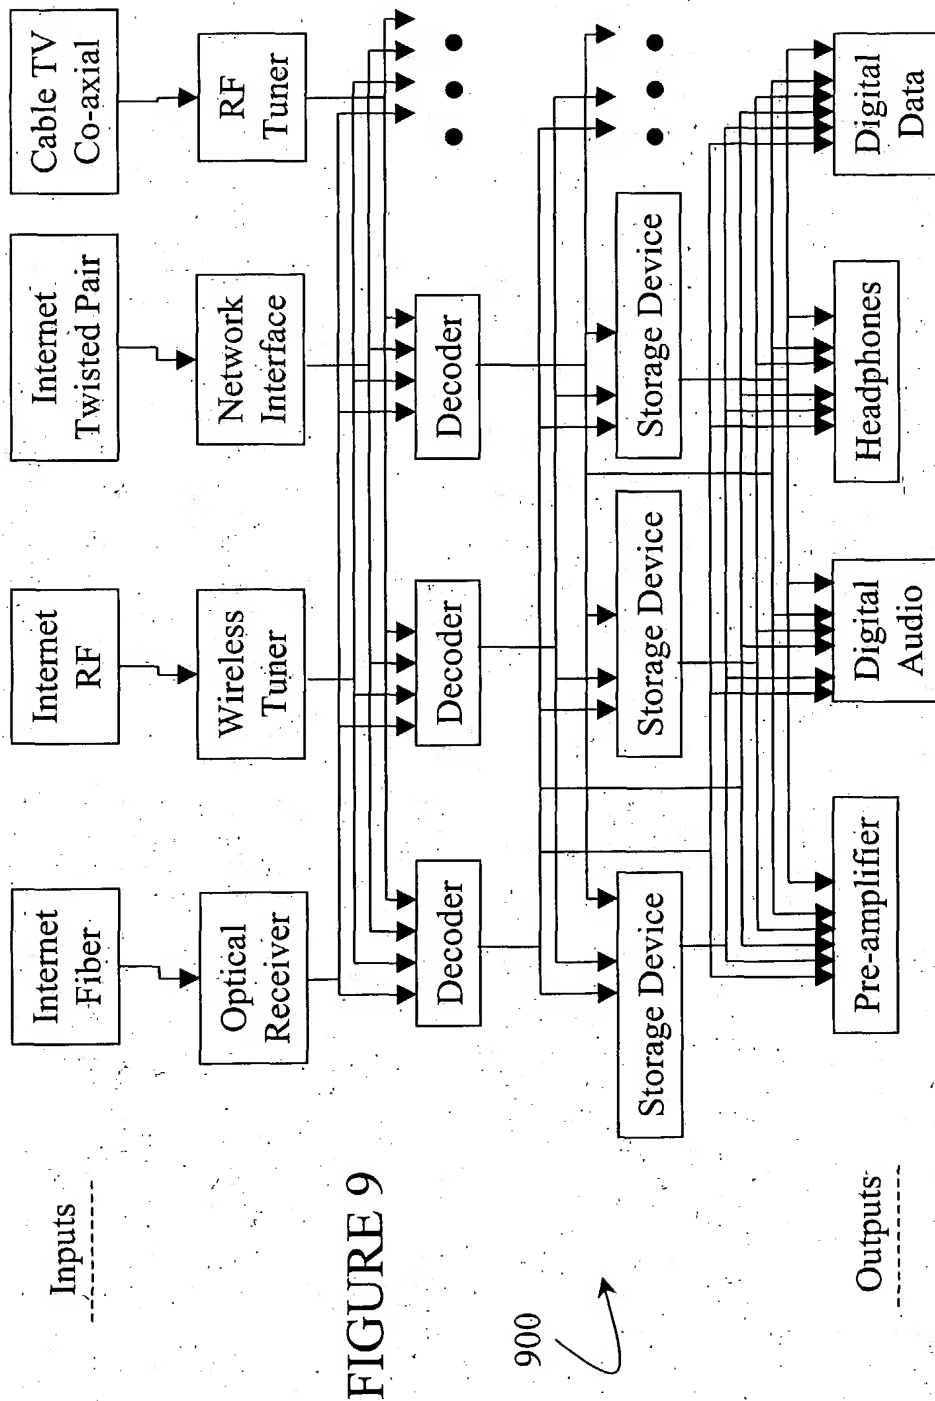 Inputs
Internet
Fiber
Internet
RF
Internet
Twisted Pair
Cable TV
Co-axial
Optical
Receiver
Wireless
Tuner
Network
Interface
RF
Tuner
FIGURE 9
Decoder
Decoder
Decoder
900
Storage Device
Storage Device
Storage Device
Outputs
Pre-amplifier
Digital
Audio
Headphones
Digital
Data